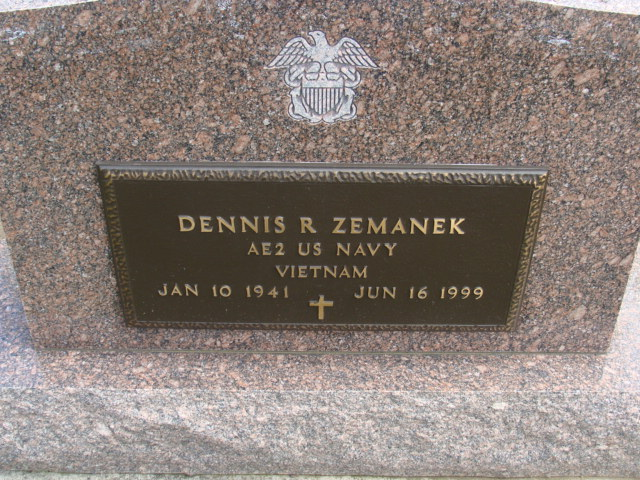 DENNIS R ZEMANEK
AE2 US NAVY
VIETNAM
JAN 10 1941 JUN 16 1999